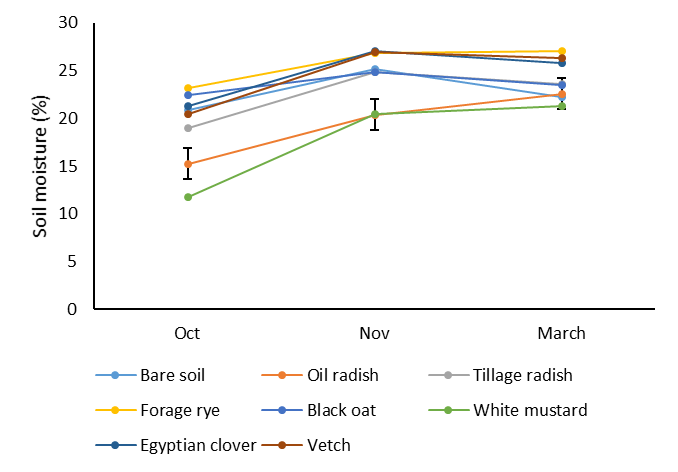 30
25
20
15
10
5
0
Soil moisture (%)
Oct Nov March
Bare soil Oil radish Tillage radish
Forage rye Black oat White mustard
Egyptian clover Vetch